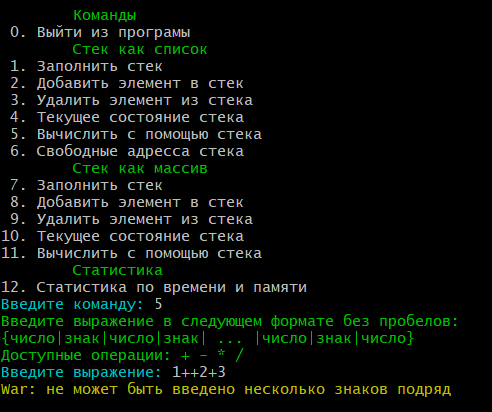 Команды
0. Выйти из програмы
Стек как список
1. Заполнить стек
2. Добавить элемент в стек
3. Удалить элемент из стека
4. Текущее состояние стека
5. Вычислить с помощью стека
6. Свободные адресса стека
Стек как массив
7. Заполнить стек
8. Добавить элемент в стек
9. Удалить элемент из стека
10. Текущее состояние стека
11. Вычислить с помощью стека
Статистика
12. Статистика по времени и памяти
Введите команду: 5
Введите выражение в следующем формате без пробелов:
{число|знак|число|знак| ... |число|знак|число}
Доступные операции: + - * /
Введите выражение: 1++2+3
War: не может быть введено несколько знаков подряд